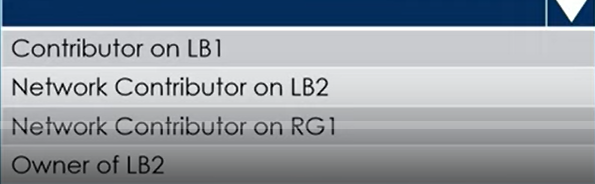 Contributor on LB1
Network Contributor on LB2
Network Contributor on RG1
Owner of LB2